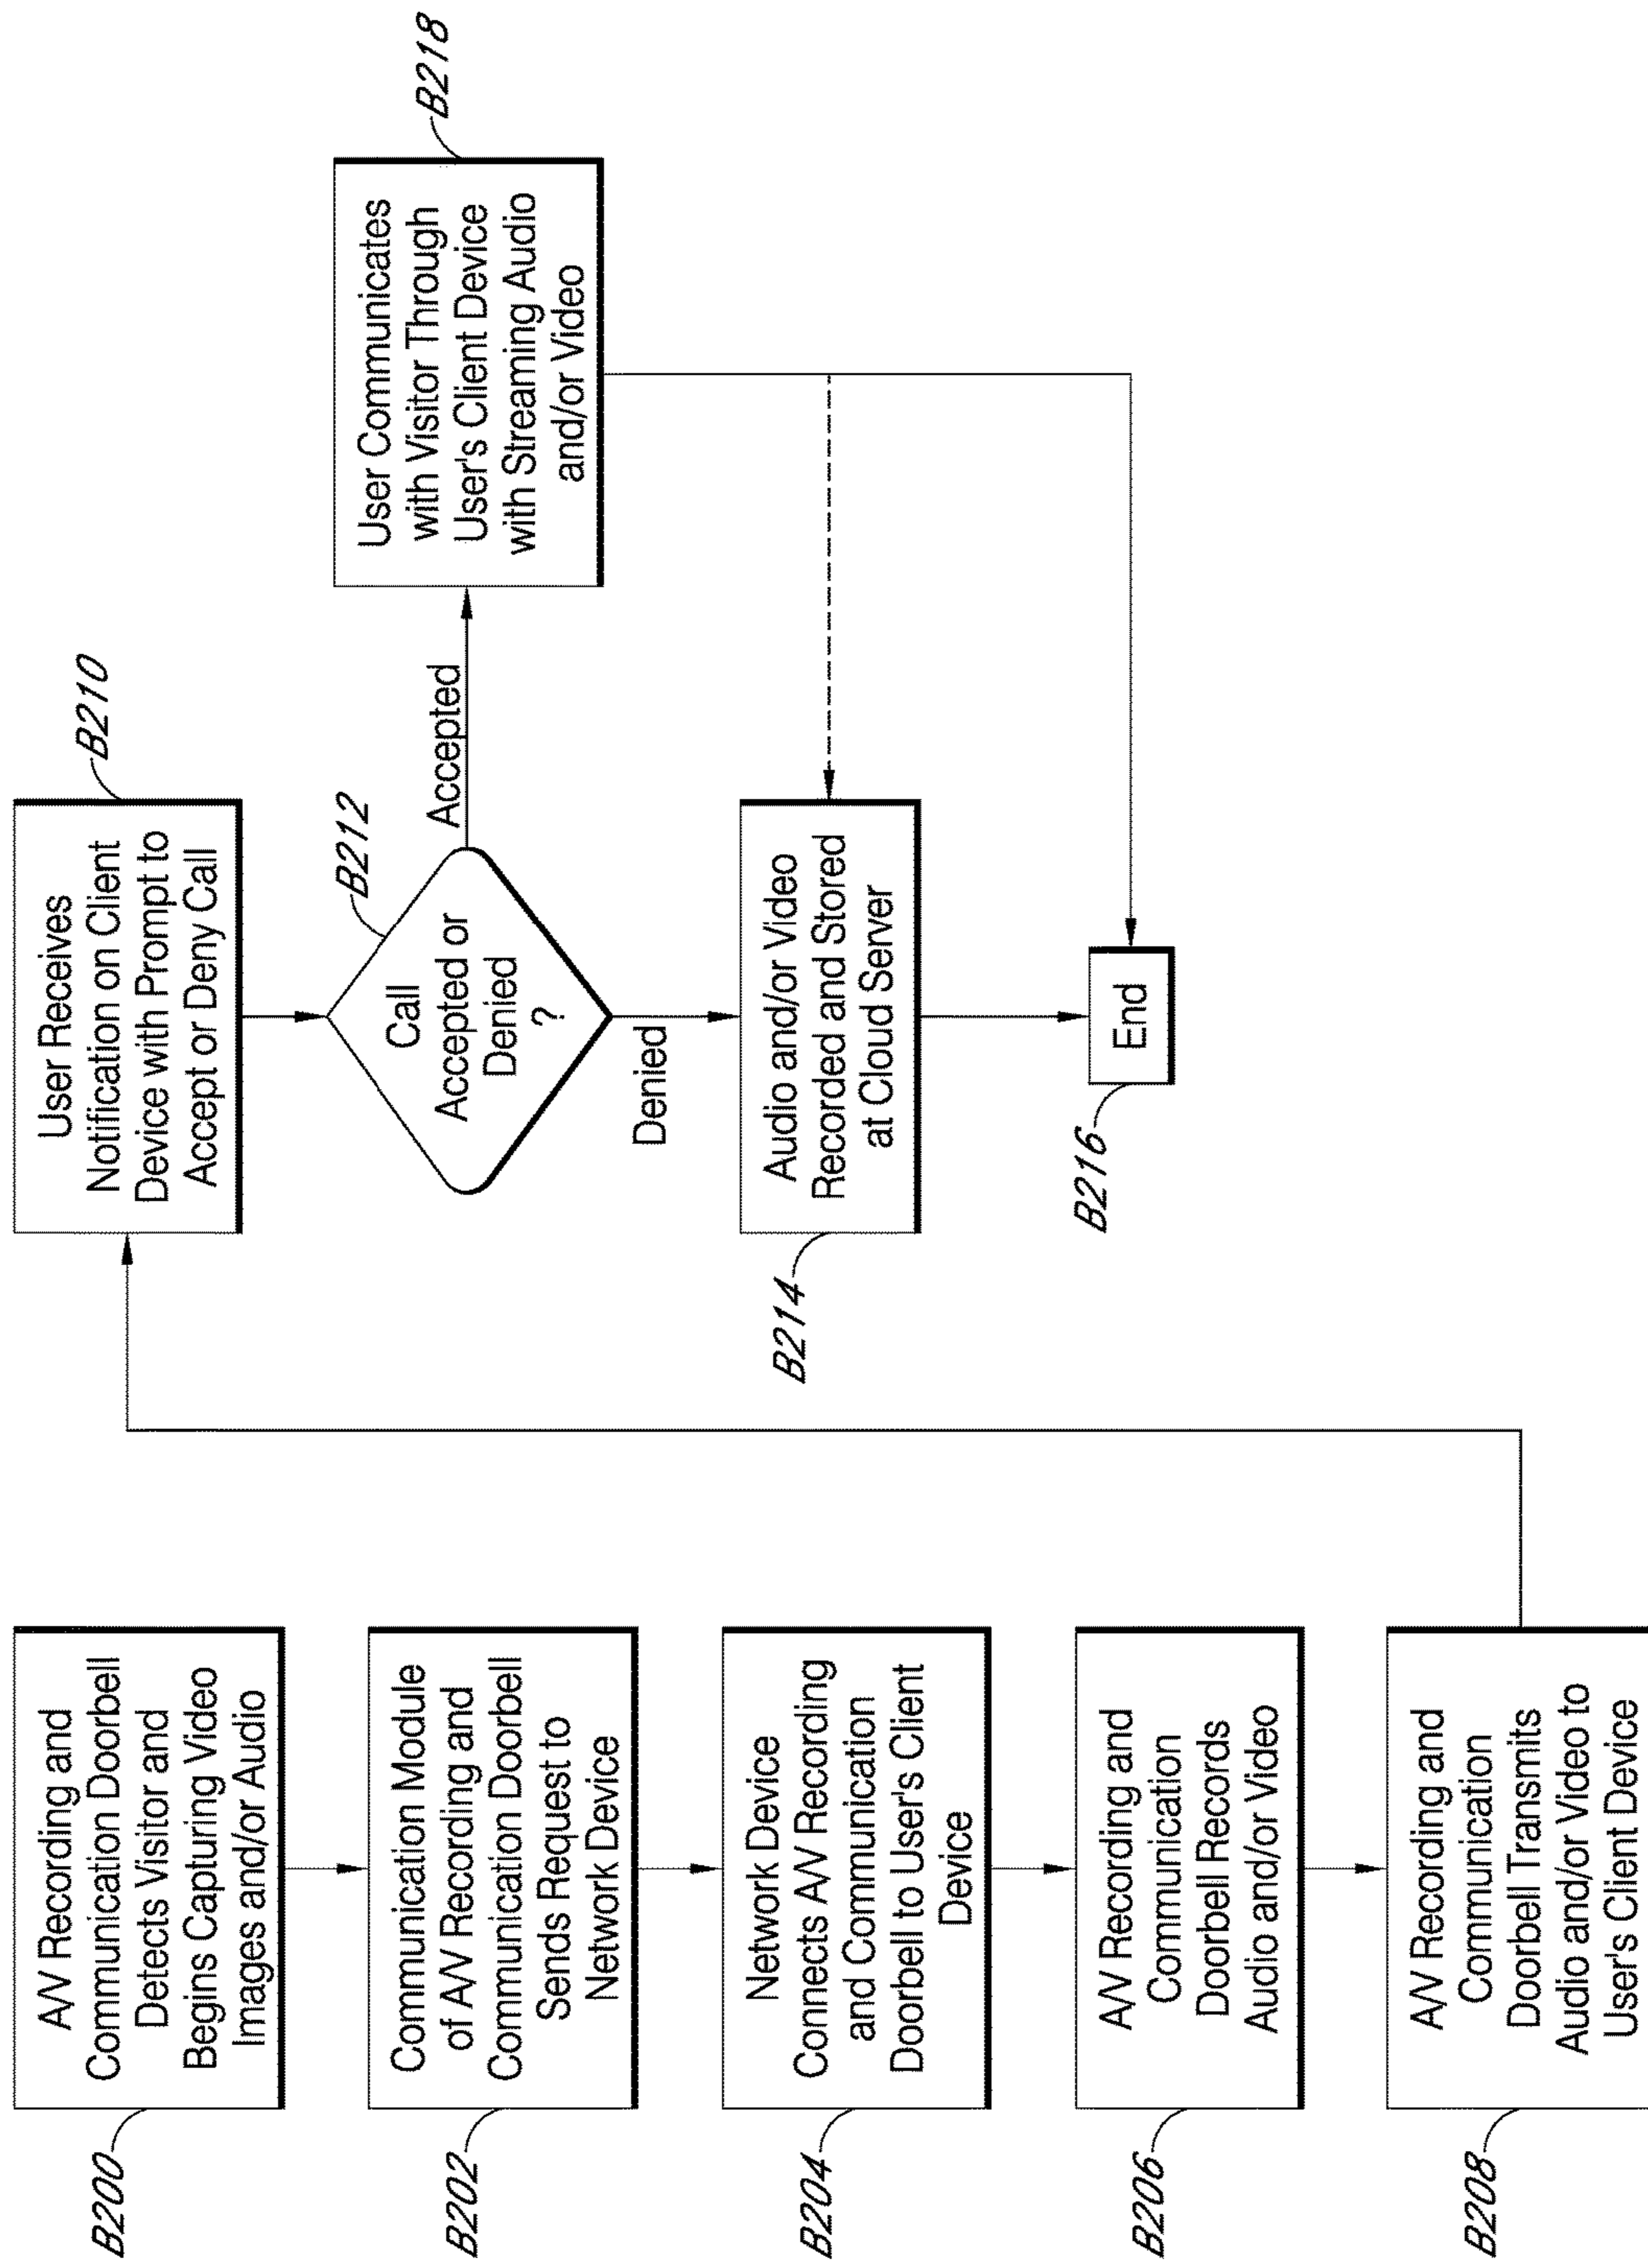 B200
A/V Recording and
Communication Doorbell
Detects Visitor and
Begins Capturing Video
Images and/or Audio
B202
Communication Module
of A/V Recording and
Communication Doorbell
Sends Request to
Network Device
B204
Network Device
Connects A/V Recording
and Communication
Doorbell to User's Client
Device
B206
A/V Recording and
Communication
Doorbell Records
Audio and/or Video
B208
A/V Recording and
Communication
Doorbell Transmits
Audio and/or Video to
User's Client Device
B210
User Receives
Notification on Client
Device with Prompt to
Accept or Deny Call
B212
Call
Accepted or
Denied
?
Accepted
Denied
B218
User Communicates
with Visitor Through
User's Client Device
with Streaming Audio
and/or Video
B214
Audio and/or Video
Recorded and Stored
at Cloud Server
B216
End